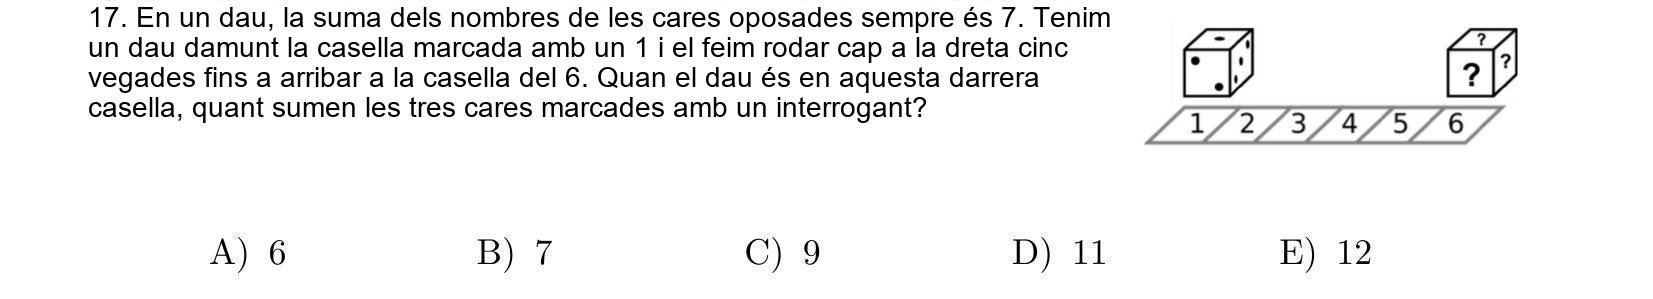 17. En un dau, la suma dels nombres de les cares oposades sempre és 7. Tenim
un dau damunt la casella marcada amb un 1 i el feim rodar cap a la dreta cinc
vegades fins a arribar a la casella del 6. Quan el dau és en aquesta darrera
casella, quant sumen les tres cares marcades amb un interrogant?
?
? ?
1 2 3 4 5 6
A) 6 B) 7 C) 9 D) 11 E) 12